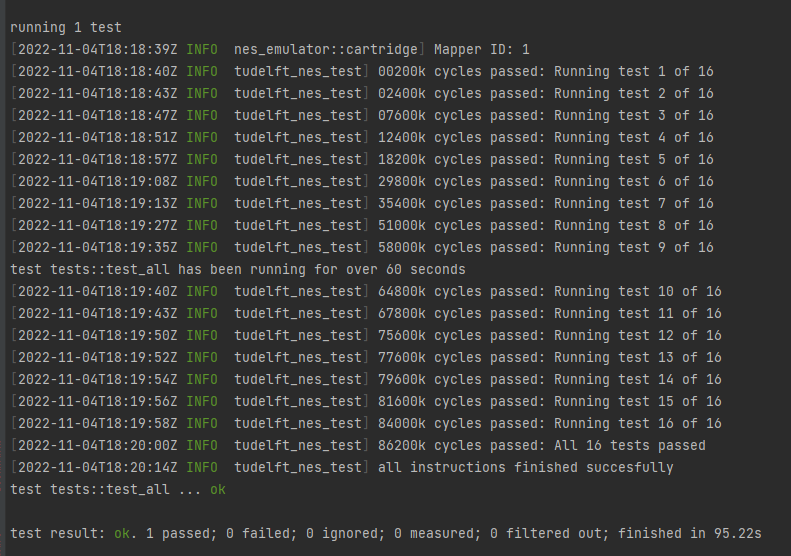 running 1 test
[2022-11-04T18:18:39Z INFO  nes_emulator::cartridge] Mapper ID: 1
[2022-11-04T18:18:40Z INFO  tudelft_nes_test] 00200k cycles passed: Running test 1 of 16
[2022-11-04T18:18:43Z INFO  tudelft_nes_test] 02400k cycles passed: Running test 2 of 16
[2022-11-04T18:18:47Z INFO  tudelft_nes_test] 07600k cycles passed: Running test 3 of 16
[2022-11-04T18:18:51Z INFO  tudelft_nes_test] 12400k cycles passed: Running test 4 of 16
[2022-11-04T18:18:57Z INFO  tudelft_nes_test] 18200k cycles passed: Running test 5 of 16
[2022-11-04T18:19:08Z INFO  tudelft_nes_test] 29800k cycles passed: Running test 6 of 16
[2022-11-04T18:19:13Z INFO  tudelft_nes_test] 35400k cycles passed: Running test 7 of 16
[2022-11-04T18:19:27Z INFO  tudelft_nes_test] 51000k cycles passed: Running test 8 of 16
[2022-11-04T18:19:35Z INFO  tudelft_nes_test] 58000k cycles passed: Running test 9 of 16
test tests::test_all has been running for over 60 seconds
[2022-11-04T18:19:40Z INFO  tudelft_nes_test] 64800k cycles passed: Running test 10 of 16
[2022-11-04T18:19:43Z INFO  tudelft_nes_test] 67800k cycles passed: Running test 11 of 16
[2022-11-04T18:19:50Z INFO  tudelft_nes_test] 75600k cycles passed: Running test 12 of 16
[2022-11-04T18:19:52Z INFO  tudelft_nes_test] 77600k cycles passed: Running test 13 of 16
[2022-11-04T18:19:54Z INFO  tudelft_nes_test] 79600k cycles passed: Running test 14 of 16
[2022-11-04T18:19:56Z INFO  tudelft_nes_test] 81600k cycles passed: Running test 15 of 16
[2022-11-04T18:19:58Z INFO  tudelft_nes_test] 84000k cycles passed: Running test 16 of 16
[2022-11-04T18:20:00Z INFO  tudelft_nes_test] 86200k cycles passed: All 16 tests passed
[2022-11-04T18:20:14Z INFO  tudelft_nes_test] all instructions finished succesfully
test tests::test_all ... ok
test result: ok. 1 passed; 0 failed; 0 ignored; 0 measured; 0 filtered out; finished in 95.22s